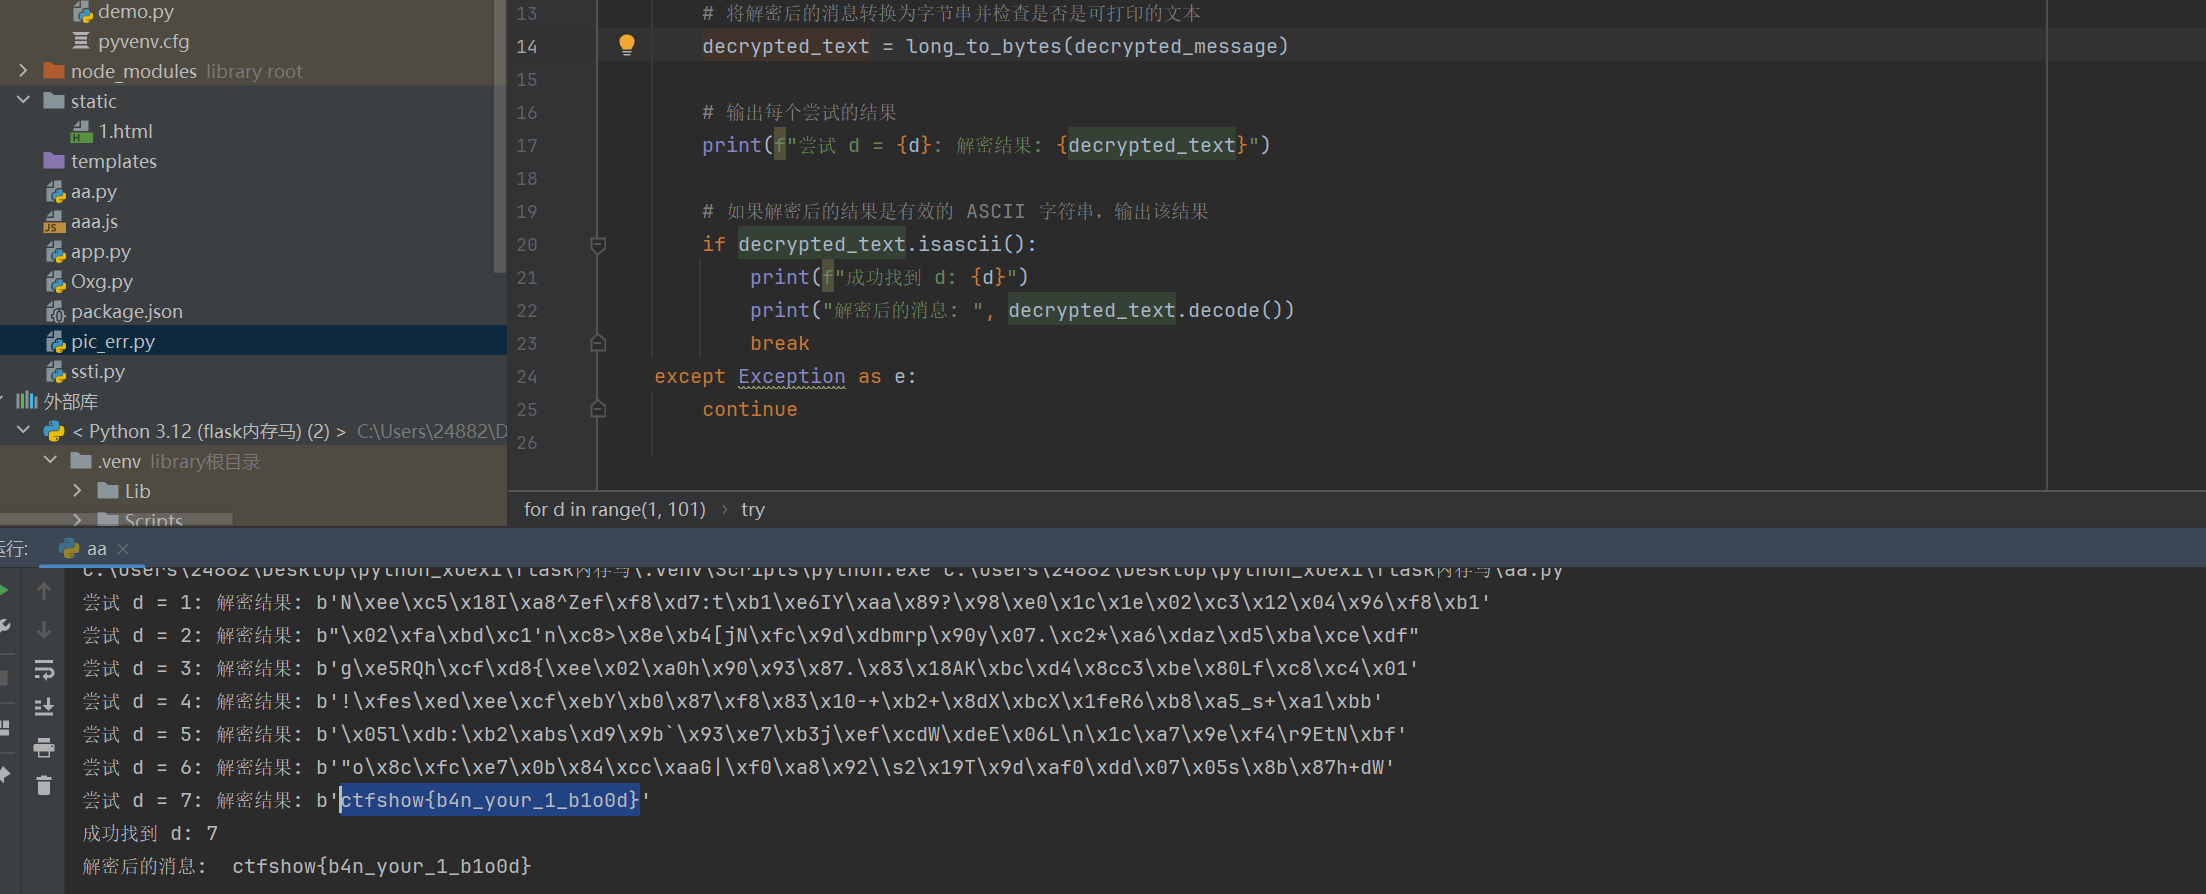 demo.py
pyvenv.cfg
node_modules library root
static
1.html
templates
aa.py
aaa.js
app.py
Oxg.py
package.json
pic_err.py
ssti.py
外部库
< Python 3.12 (flask内存马) (2) > C:\Users\24882\D
.venv library根目录
Lib
Scripts
13 # 将解密后的消息转换为字节串并检查是否是可打印的文本
14 decrypted_text = long_to_bytes(decrypted_message)
15
16 # 输出每个尝试的结果
17 print(f"尝试 d = {d}: 解密结果: {decrypted_text}")
18
19 # 如果解密后的结果是有效的 ASCII 字符串，输出该结果
20 if decrypted_text.isascii():
21 print(f"成功找到 d: {d}")
22 print("解密后的消息: ", decrypted_text.decode())
23 break
24 except Exception as e:
25 continue
26
for d in range(1, 101) › try
运行: aa ×
C:\Users\24882\Desktop\python_xuexi\flask内存马\.venv\Scripts\python.exe C:\Users\24882\Desktop\python_xuexi\flask内存马\aa.py
尝试 d = 1: 解密结果: b'N\xee\xc5\x18I\xa8^Zef\xf8\xd7:t\xb1\xe6IY\xaa\x89?\x98\xe0\x1c\x1e\x02\xc3\x12\x04\x96\xf8\xb1'
尝试 d = 2: 解密结果: b"\x02\xfa\xbd\xc1'n\xc8>\x8e\xb4[jN\xfc\x9d\xdbmrp\x90y\x07.\xc2*\xa6\xdaz\xd5\xba\xce\xdf"
尝试 d = 3: 解密结果: b'g\xe5RQh\xcf\xd8{\xee\x02\xa0h\x90\x93\x87.\x83\x18AK\xbc\xd4\x8cc3\xbe\x80Lf\xc8\xc4\x01'
尝试 d = 4: 解密结果: b'!\xfes\xed\xee\xcf\xebY\xb0\x87\xf8\x83\x10-+\xb2+\x8dX\xbcX\x1feR6\xb8\xa5_s+\xa1\xbb'
尝试 d = 5: 解密结果: b'\x05l\xdb:\xb2\xabs\xd9\x9b`\x93\xe7\xb3j\xef\xcdW\xdeE\x06L\n\x1c\xa7\x9e\xf4\r9EtN\xbf'
尝试 d = 6: 解密结果: b'"o\x8c\xfc\xe7\x0b\x84\xcc\xaaG|\xf0\xa8\x92\\s2\x19T\x9d\xaf0\xdd\x07\x05s\x8b\x87h+dW'
尝试 d = 7: 解密结果: b'ctfshow{b4n_your_1_b1o0d}'
成功找到 d: 7
解密后的消息:  ctfshow{b4n_your_1_b1o0d}